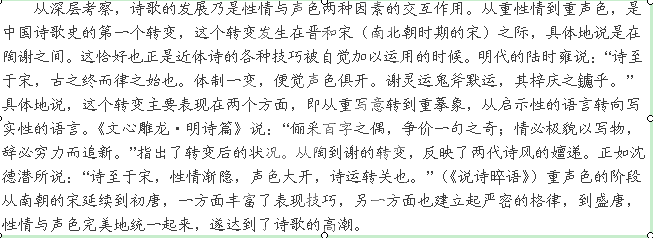 从深层考察，诗歌的发展乃是性情与声色两种因素的交互作用。从重性情到重声色，是
中国诗歌史的第一个转变，这个转变发生在晋和宋（南北朝时期的宋）之际，具体地说是在
陶谢之间。这恰好也正是近体诗的各种技巧被自觉加以运用的时候。明代的陆时雍说：“诗至
于宋，古之终而律之始也。体制一变，便觉声色俱开。谢灵运鬼斧默运，其梓庆之鐻乎。”
具体地说，这个转变主要表现在两个方面，即从重写意转到重摹象，从启示性的语言转向写
实性的语言。《文心雕龙·明诗篇》说：“俪采百字之偶，争价一句之奇；情必极貌以写物，
辞必穷力而追新。”指出了转变后的状况。从陶到谢的转变，反映了两代诗风的嬗递。正如沈
德潜所说：“诗至于宋，性情渐隐，声色大开，诗运转关也。”（《说诗晬语》）重声色的阶段
从南朝的宋延续到初唐，一方面丰富了表现技巧，另一方面也建立起严密的格律，到盛唐，
性情与声色完美地统一起来，遂达到了诗歌的高潮。